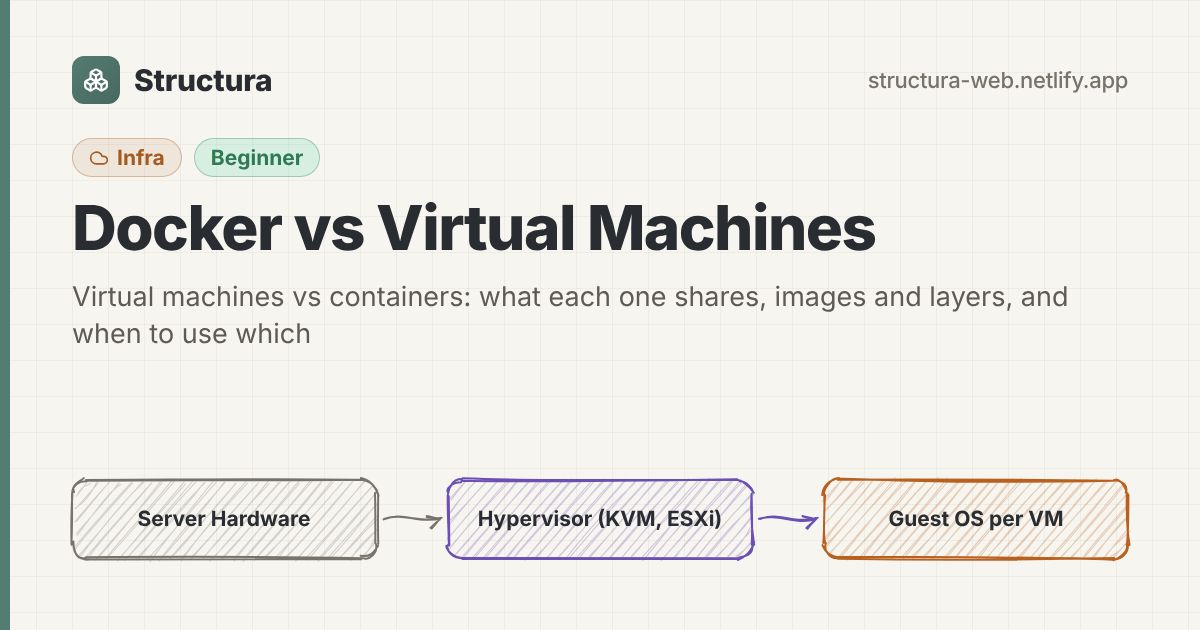 Structura
structura-web.netlify.app
Infra
Beginner
Docker vs Virtual Machines
Virtual machines vs containers: what each one shares, images and layers, and
when to use which
Server Hardware
Hypervisor (KVM, ESXi)
Guest OS per VM